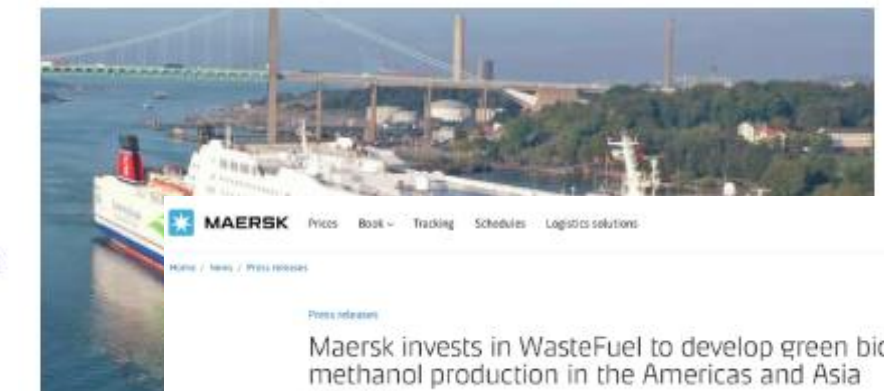 MAERSK Prices Book Tracking Schedules Logistics solutions
Home / News / Press releases
Press releases
Maersk invests in WasteFuel to develop green bio
methanol production in the Americas and Asia